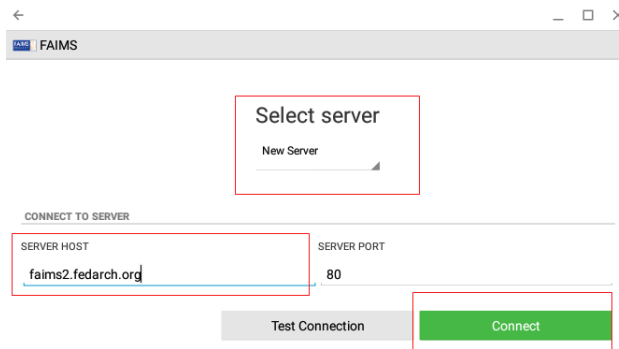 FAIMS FAIMS
Select server
New Server
CONNECT TO SERVER
SERVER HOST SERVER PORT
faims2.fedarch.org 80
Test Connection Connect